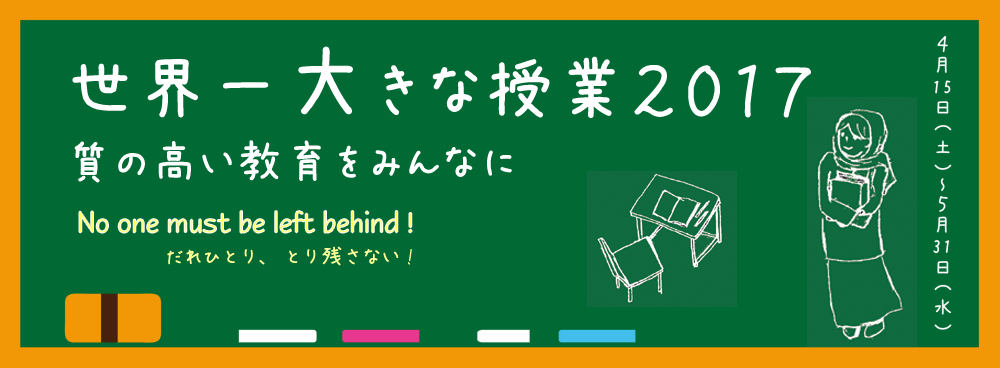 世界一大きな授業2017
質の高い教育をみんなに
No one must be left behind !
だれひとり、とり残さない！
4月15日（土）～5月31日（水）